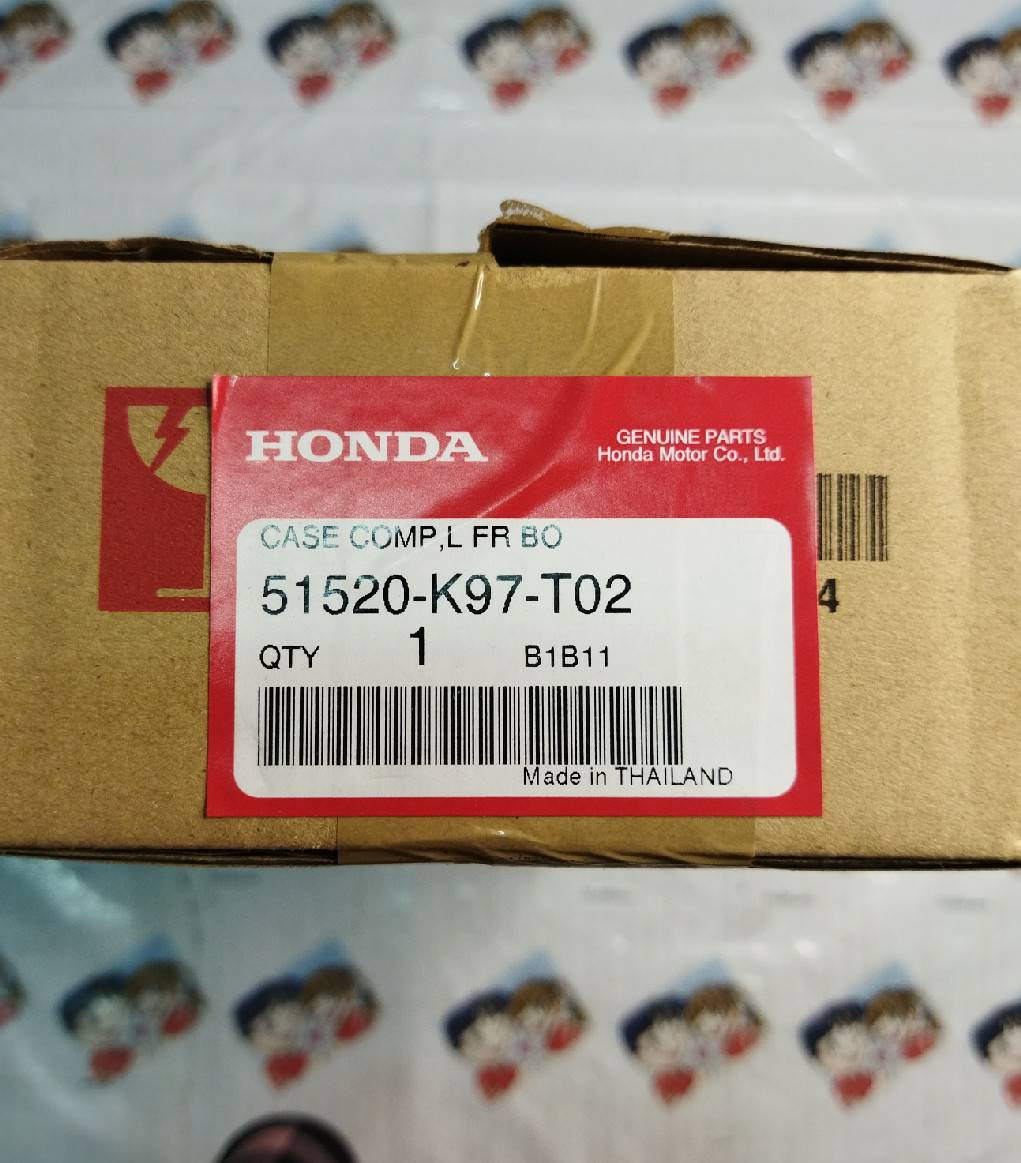 HONDA
GENUINE PARTS
Honda Motor Co., Ltd.
CASE COMP,L FR BO
51520-K97-T02
QTY 1 B1B11
Made in THAILAND
4